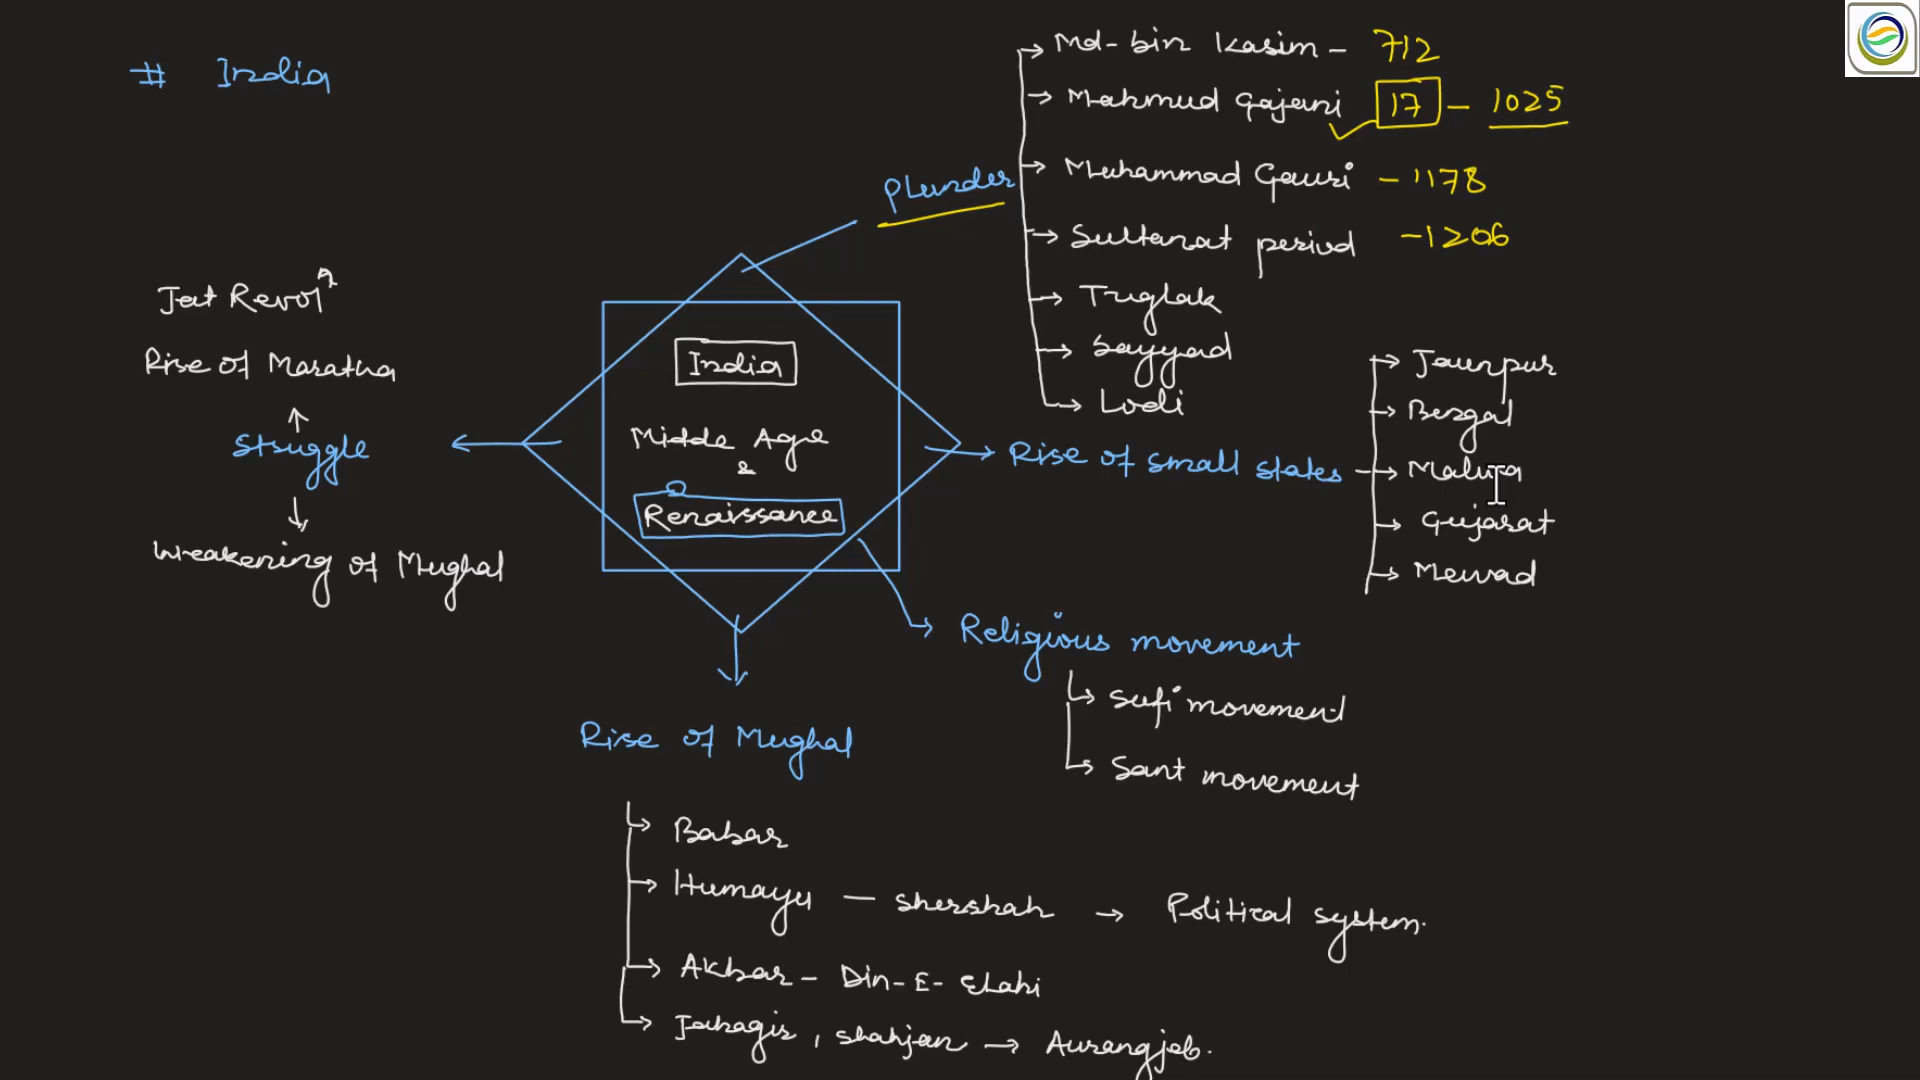 # India
Md-bin Kasim - 712
Mahmud Gajani 17 - 1025
Muhammad Gauri - 1178
Sultanat period - 1206
Tuglak
Sayyad
Lodi
Plunder
India
Midde Age
&
Renaissance
Rise of small states
Jaunpur
Bengal
Malwa
Gujarat
Mewad
Religious movement
Sufi movement
Sant movement
Rise of Mughal
Babar
Humayu - Shershah → Political system.
Akbar - Din-E-Elahi
Jahagir, Shahjan → Aurangjeb.
Struggle
Rise of Maratha
Jat Revolⁿ
Weakening of Mughal